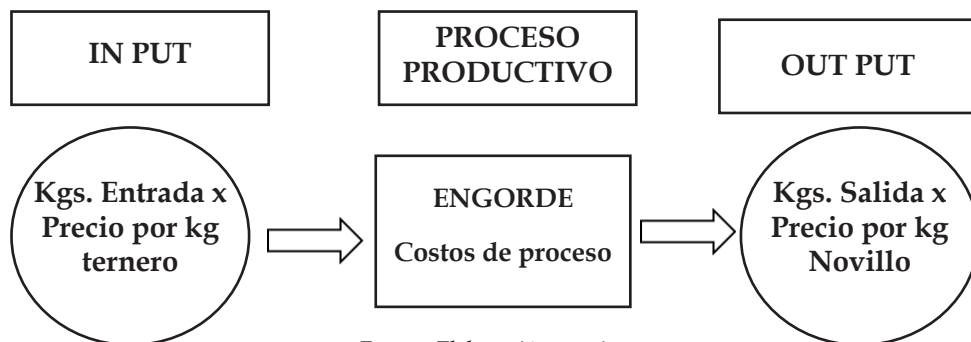 IN PUT
PROCESO
PRODUCTIVO
OUT PUT
Kgs. Entrada x
Precio por kg
ternero
ENGORDE
Costos de proceso
Kgs. Salida x
Precio por kg
Novillo